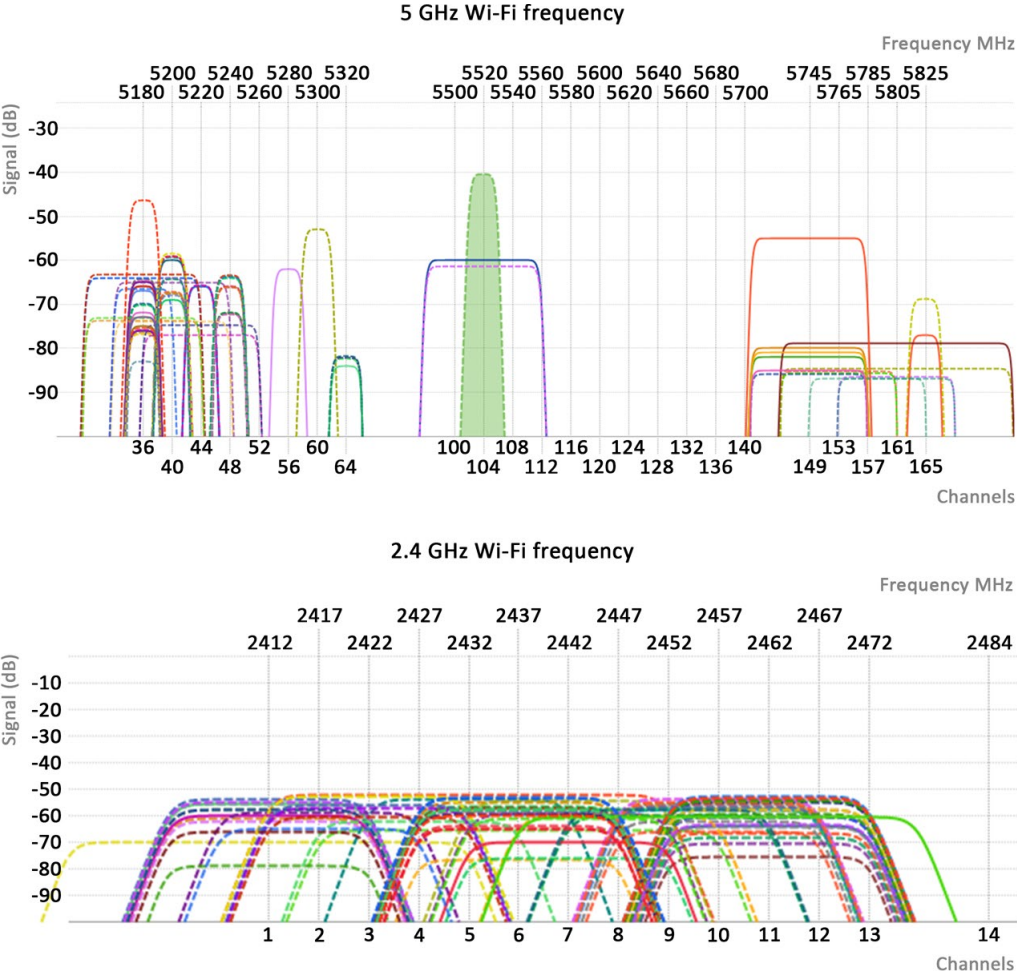 5 GHz Wi-Fi frequency
Frequency MHz
5200 5240 5280 5320 5520 5560 5600 5640 5680 5745 5785 5825
5180 5220 5260 5300 5500 5540 5580 5620 5660 5700 5765 5805
Signal (dB)
-30
-40
-50
-60
-70
-80
-90
36 44 52 60 100 108 116 124 132 140 153 161
40 48 56 64 104 112 120 128 136 149 157 165
Channels
2.4 GHz Wi-Fi frequency
Frequency MHz
2417 2427 2437 2447 2457 2467
2412 2422 2432 2442 2452 2462 2472 2484
Signal (dB)
-10
-20
-30
-40
-50
-60
-70
-80
-90
1 2 3 4 5 6 7 8 9 10 11 12 13 14
Channels